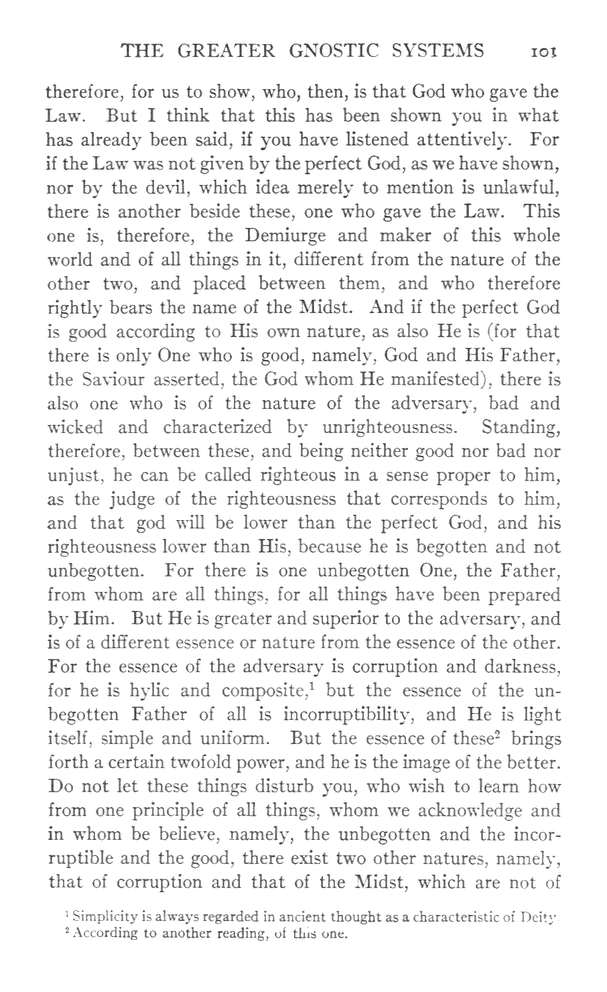 THE GREATER GNOSTIC SYSTEMS 101
therefore, for us to show, who, then, is that God who gave the
Law. But I think that this has been shown you in what
has already been said, if you have listened attentively. For
if the Law was not given by the perfect God, as we have shown,
nor by the devil, which idea merely to mention is unlawful,
there is another beside these, one who gave the Law. This
one is, therefore, the Demiurge and maker of this whole
world and of all things in it, different from the nature of the
other two, and placed between them, and who therefore
rightly bears the name of the Midst. And if the perfect God
is good according to His own nature, as also He is (for that
there is only One who is good, namely, God and His Father,
the Saviour asserted, the God whom He manifested), there is
also one who is of the nature of the adversary, bad and
wicked and characterized by unrighteousness. Standing,
therefore, between these, and being neither good nor bad nor
unjust, he can be called righteous in a sense proper to him,
as the judge of the righteousness that corresponds to him,
and that god will be lower than the perfect God, and his
righteousness lower than His, because he is begotten and not
unbegotten. For there is one unbegotten One, the Father,
from whom are all things, for all things have been prepared
by Him. But He is greater and superior to the adversary, and
is of a different essence or nature from the essence of the other.
For the essence of the adversary is corruption and darkness,
for he is hylic and composite,¹ but the essence of the un-
begotten Father of all is incorruptibility, and He is light
itself, simple and uniform. But the essence of these² brings
forth a certain twofold power, and he is the image of the better.
Do not let these things disturb you, who wish to learn how
from one principle of all things, whom we acknowledge and
in whom be believe, namely, the unbegotten and the incor-
ruptible and the good, there exist two other natures, namely,
that of corruption and that of the Midst, which are not of
¹ Simplicity is always regarded in ancient thought as a characteristic of Deity
² According to another reading, of this one.